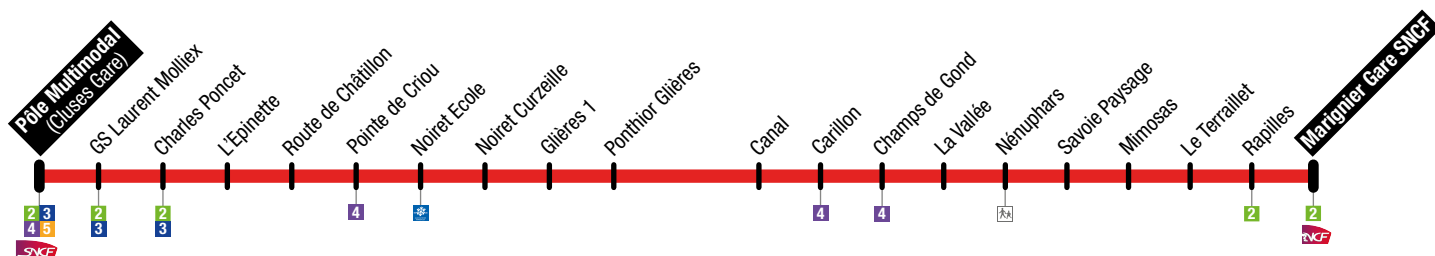 Pôle Multimodal
(Cluses Gare)
GS Laurent Molliex
Charles Poncet
L'Epinette
Route de Châtillon
Pointe de Criou
Noiret Ecole
Noiret Curzeille
Glières 1
Ponthior Glières
Canal
Carillon
Champs de Gond
La Vallée
Nénuphars
Savoie Paysage
Mimosas
Le Terraillet
Rapilles
Marignier Gare SNCF
2 3
4 5
SNCF
2
3
2
3
4
4
4
2
2
SNCF